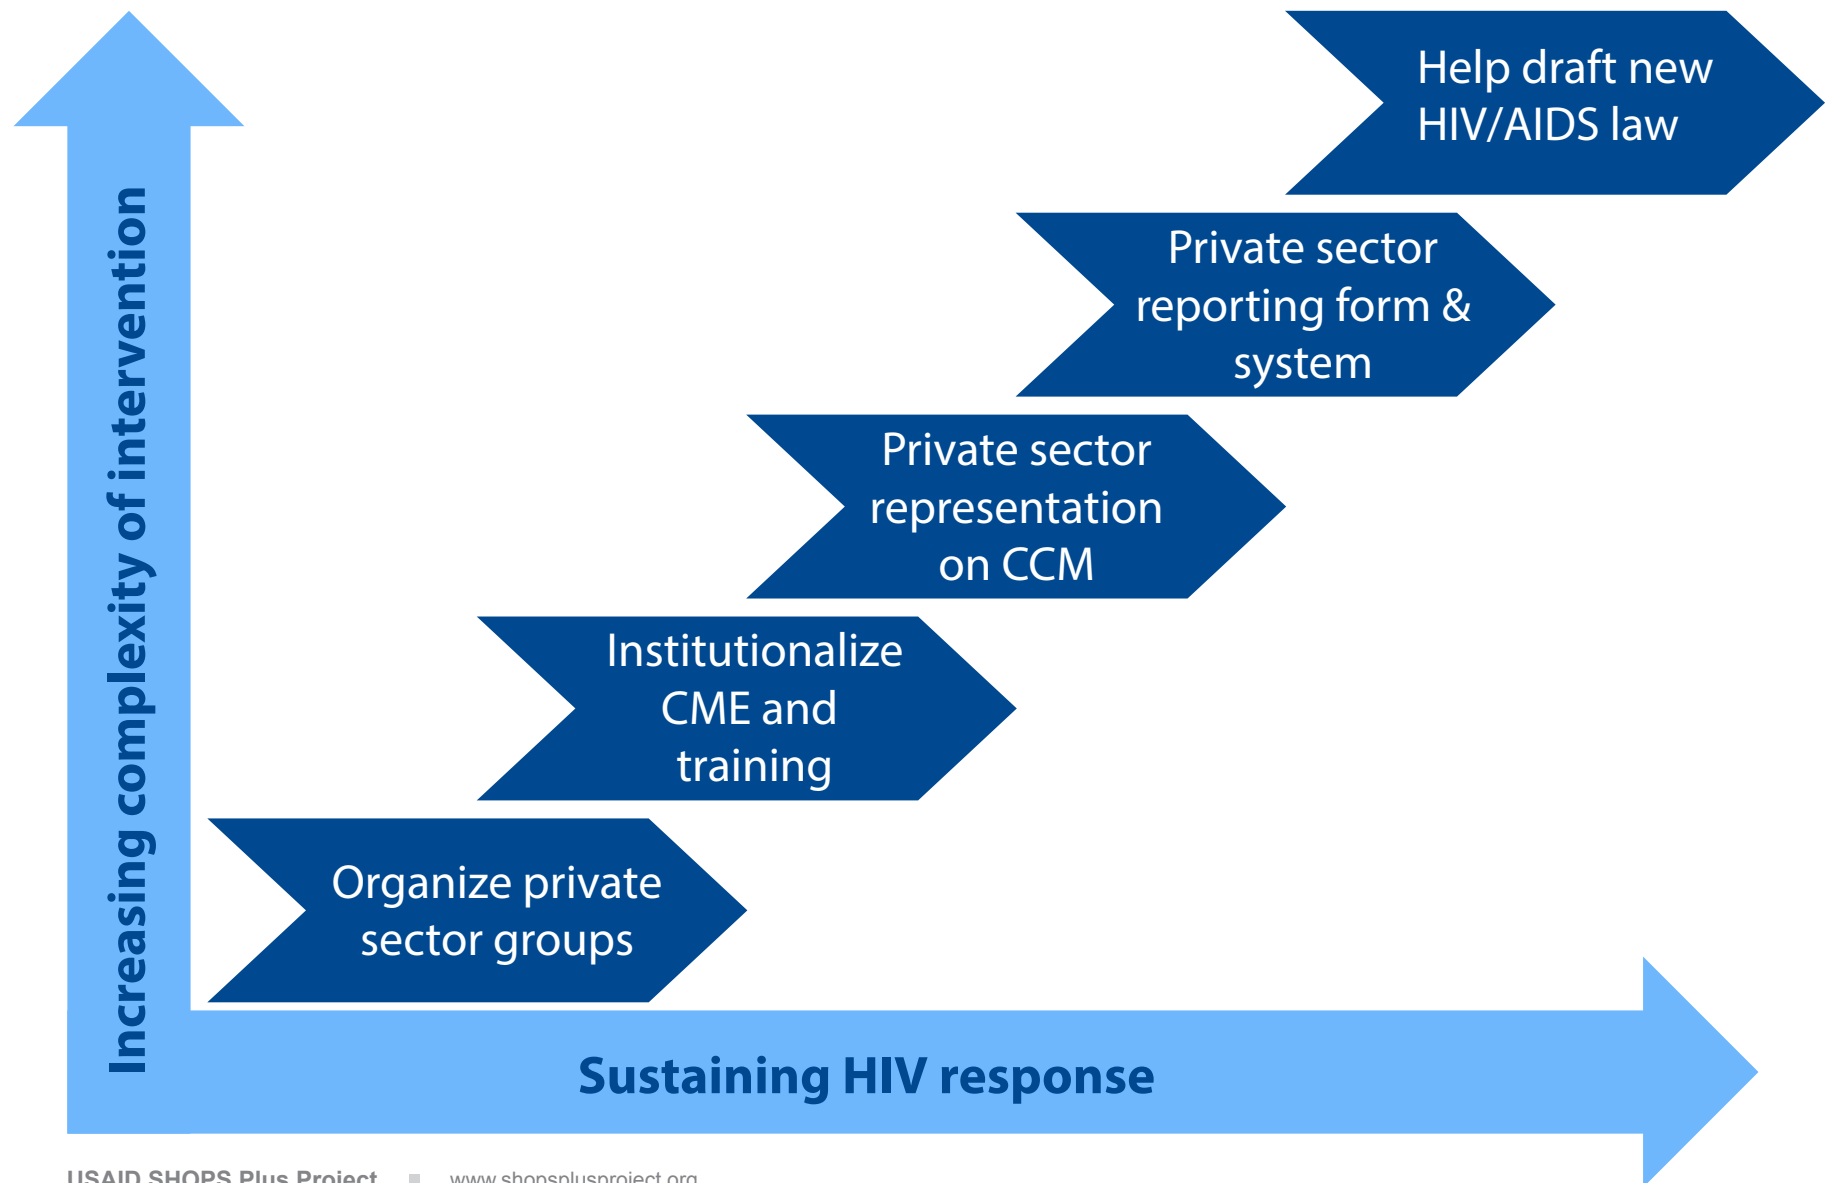 Help draft new
HIV/AIDS law
Private sector
reporting form &
system
Private sector
representation
on CCM
Institutionalize
CME and
training
Organize private
sector groups
Increasing complexity of intervention
Sustaining HIV response
USAID SHOPS Plus Project www.shopsplusproject.org